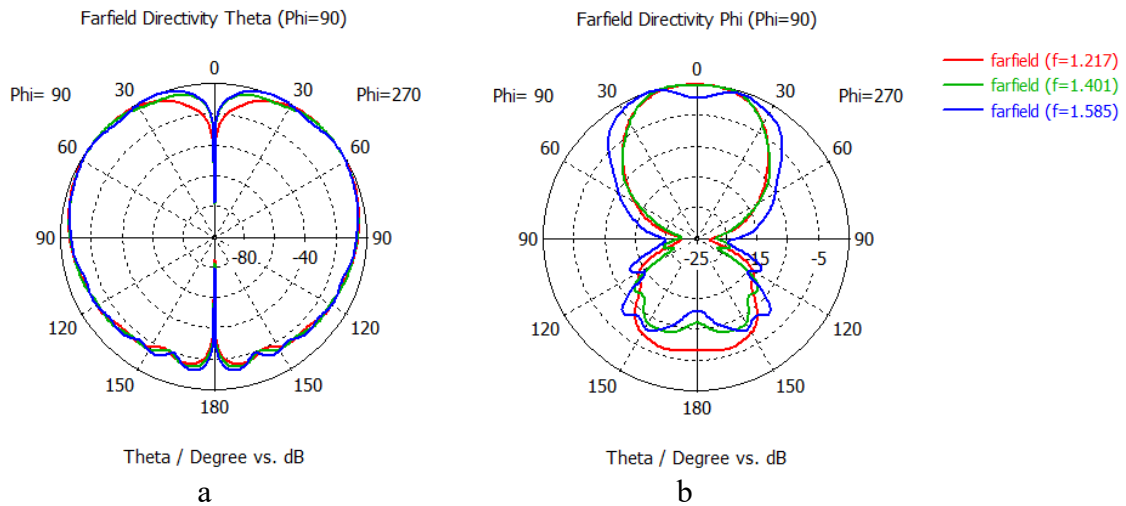 Farfield Directivity Theta (Phi=90)
0
30
30
Phi= 90
Phi=270
60
60
90
90
-80
-40
120
120
150
150
180
Theta / Degree vs. dB
a
Farfield Directivity Phi (Phi=90)
0
30
30
Phi= 90
Phi=270
60
60
90
90
-25
-15
-5
120
120
150
150
180
Theta / Degree vs. dB
b
farfield (f=1.217)
farfield (f=1.401)
farfield (f=1.585)